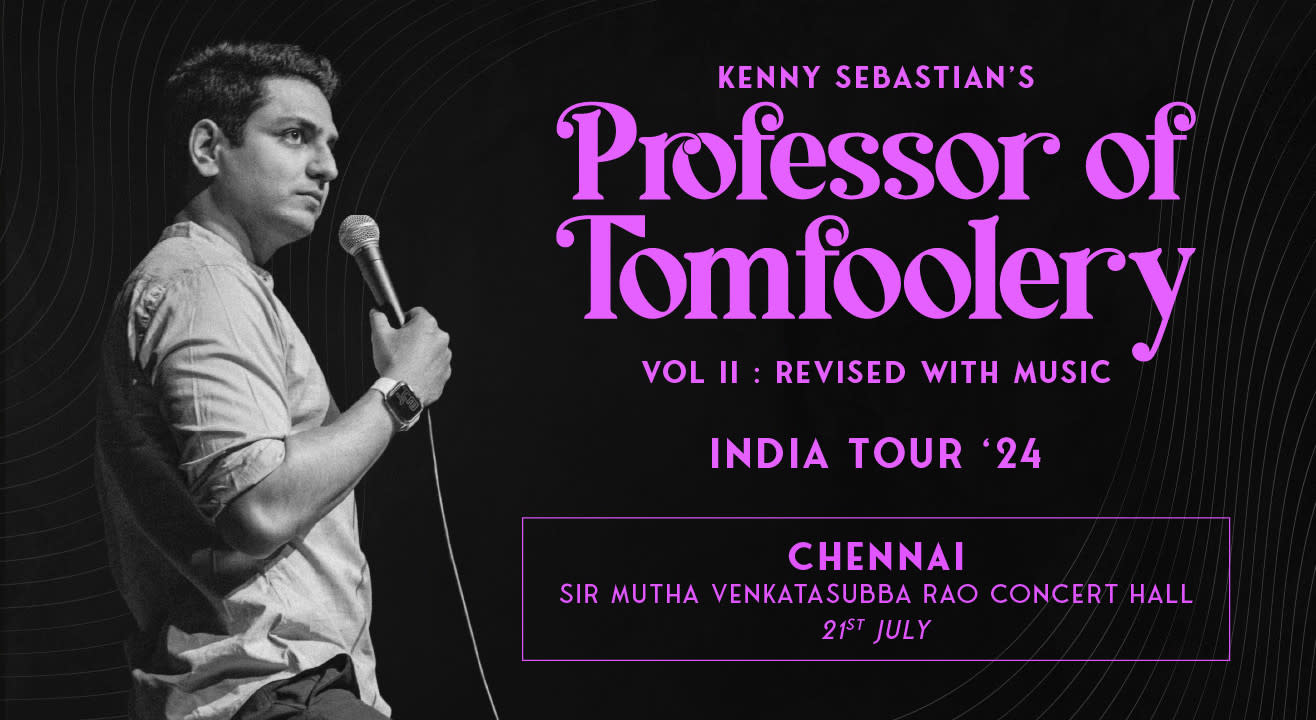 KENNY SEBASTIAN'S
Professor of
Tomfoolery
VOL II : REVISED WITH MUSIC
INDIA TOUR ‘24
CHENNAI
SIR MUTHA VENKATASUBBA RAO CONCERT HALL
21ST JULY